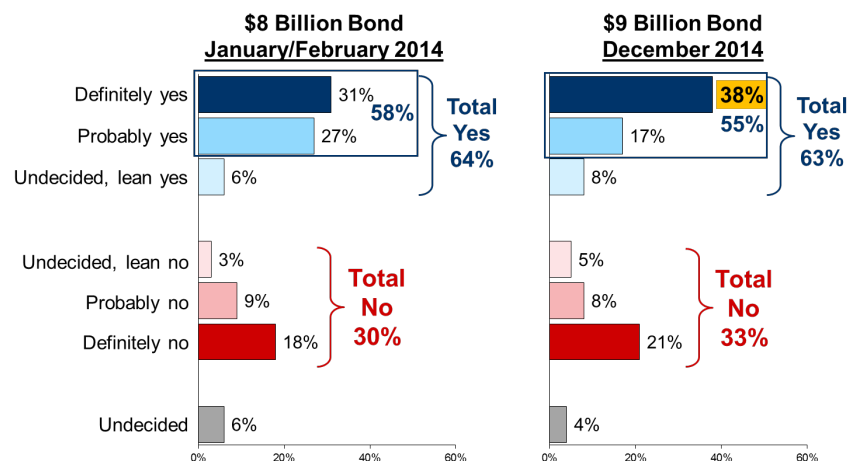 $8 Billion Bond
January/February 2014
$9 Billion Bond
December 2014
Definitely yes
31%
58%
Probably yes
27%
Undecided, lean yes
6%
Total
Yes
64%
38%
55%
17%
8%
Total
Yes
63%
Undecided, lean no
3%
Probably no
9%
Definitely no
18%
Total
No
30%
5%
8%
21%
Total
No
33%
Undecided
6%
4%
0%
20%
40%
60%
0%
20%
40%
60%